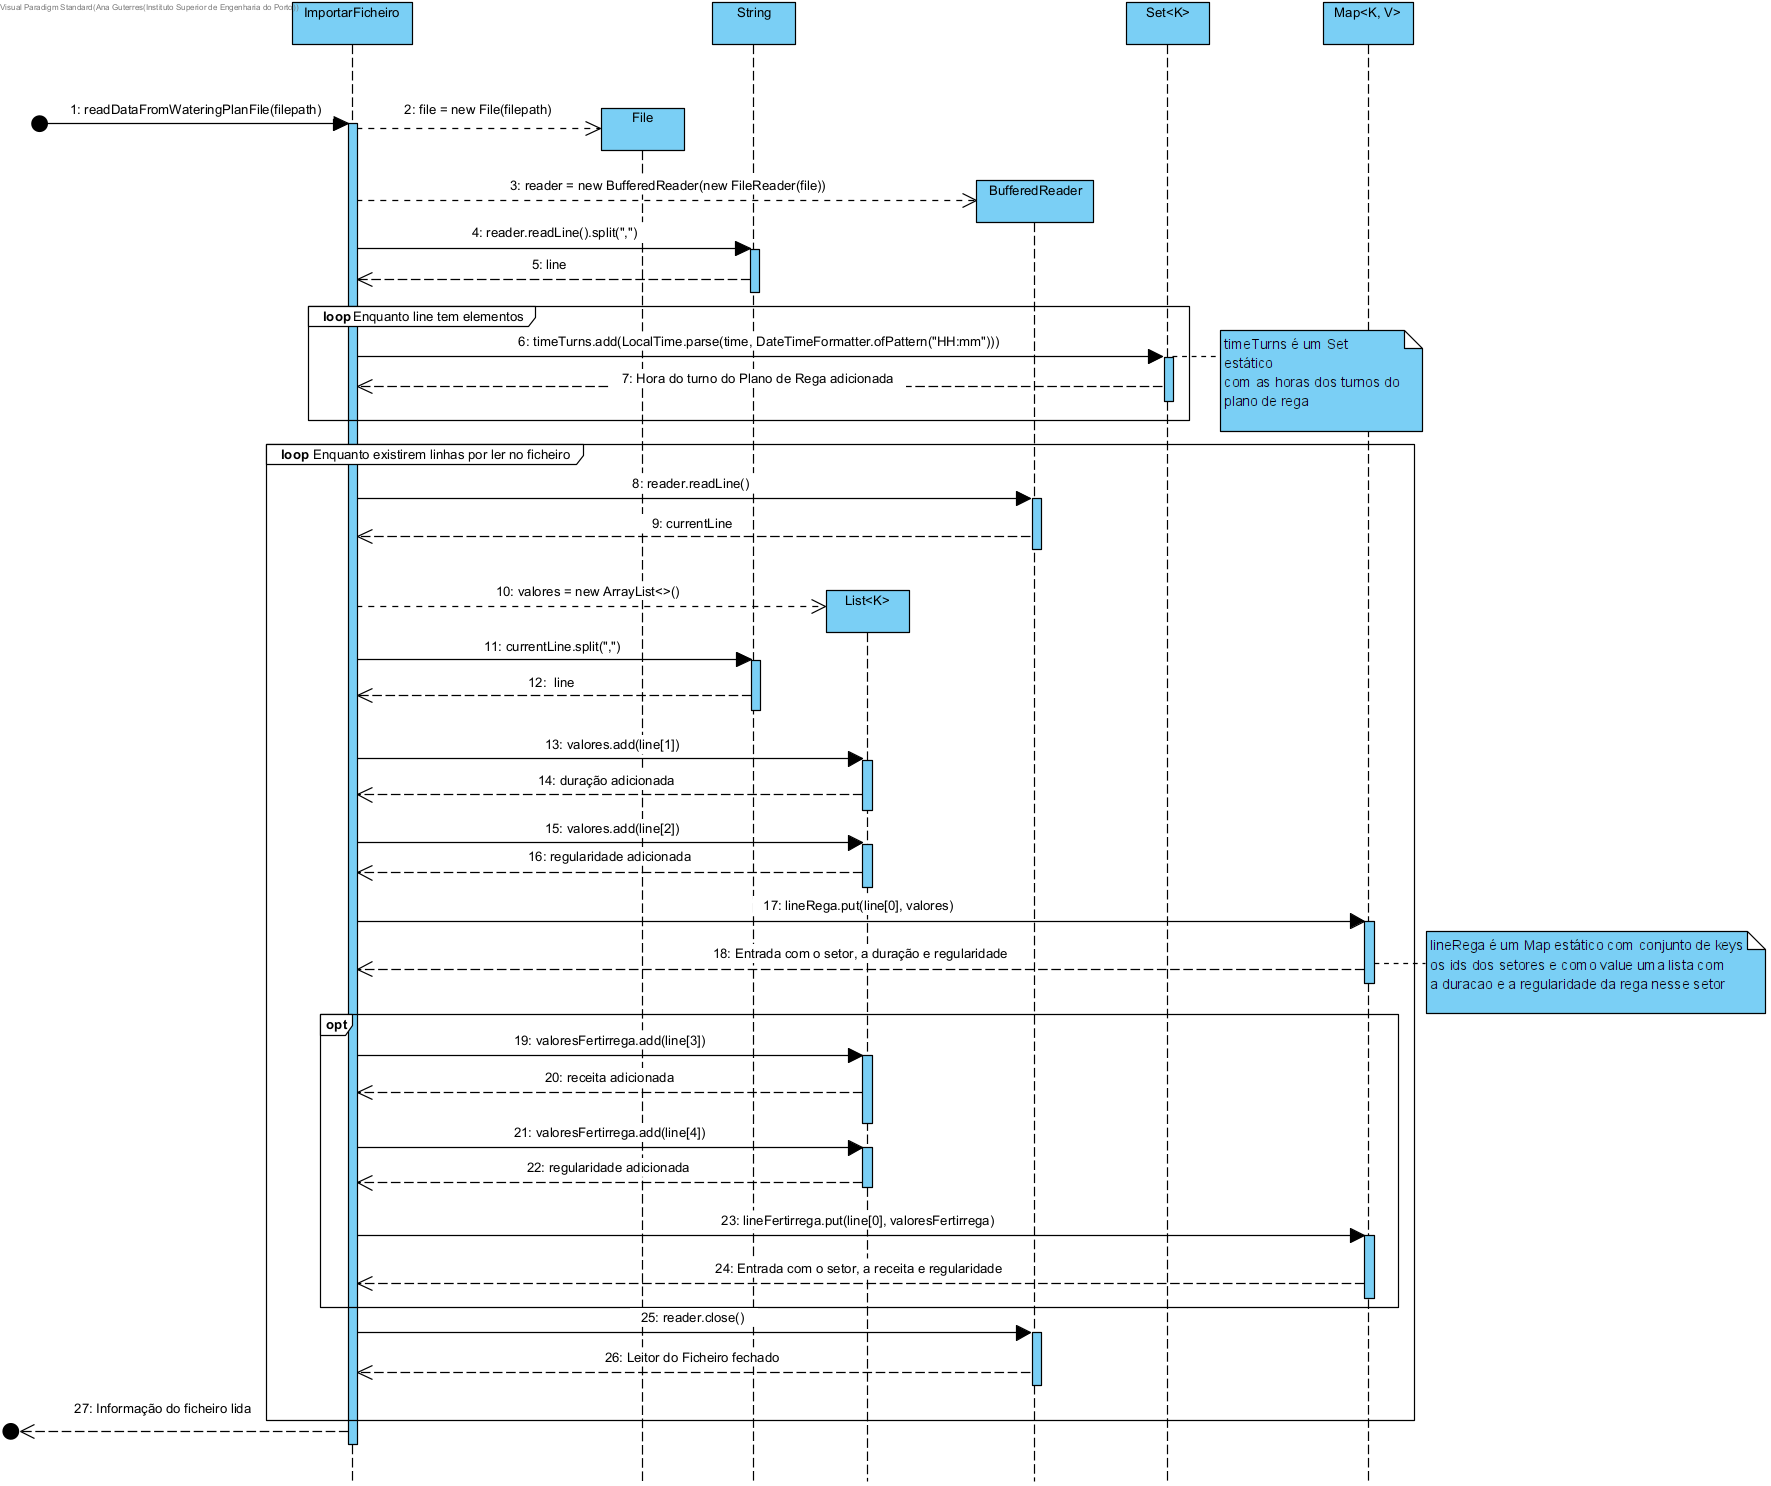 Visual Paradigm Standard(Ana Guterres(Instituto Superior de Engenharia do Porto))
ImportarFicheiro
String
Set<K>
Map<K, V>
1: readDataFromWateringPlanFile(filepath)
2: file = new File(filepath)
File
3: reader = new BufferedReader(new FileReader(file))
BufferedReader
4: reader.readLine().split(",")
5: line
loop Enquanto line tem elementos
6: timeTurns.add(LocalTime.parse(time, DateTimeFormatter.ofPattern("HH:mm")))
7: Hora do turno do Plano de Rega adicionada
timeTurns é um Set
estático
com as horas dos turnos do
plano de rega
loop Enquanto existirem linhas por ler no ficheiro
8: reader.readLine()
9: currentLine
10: valores = new ArrayList<>()
List<K>
11: currentLine.split(",")
12: line
13: valores.add(line[1])
14: duração adicionada
15: valores.add(line[2])
16: regularidade adicionada
17: lineRega.put(line[0], valores)
18: Entrada com o setor, a duração e regularidade
lineRega é um Map estático com conjunto de keys
os ids dos setores e como value uma lista com
a duracao e a regularidade da rega nesse setor
opt
19: valoresFertirrega.add(line[3])
20: receita adicionada
21: valoresFertirrega.add(line[4])
22: regularidade adicionada
23: lineFertirrega.put(line[0], valoresFertirrega)
24: Entrada com o setor, a receita e regularidade
25: reader.close()
26: Leitor do Ficheiro fechado
27: Informação do ficheiro lida